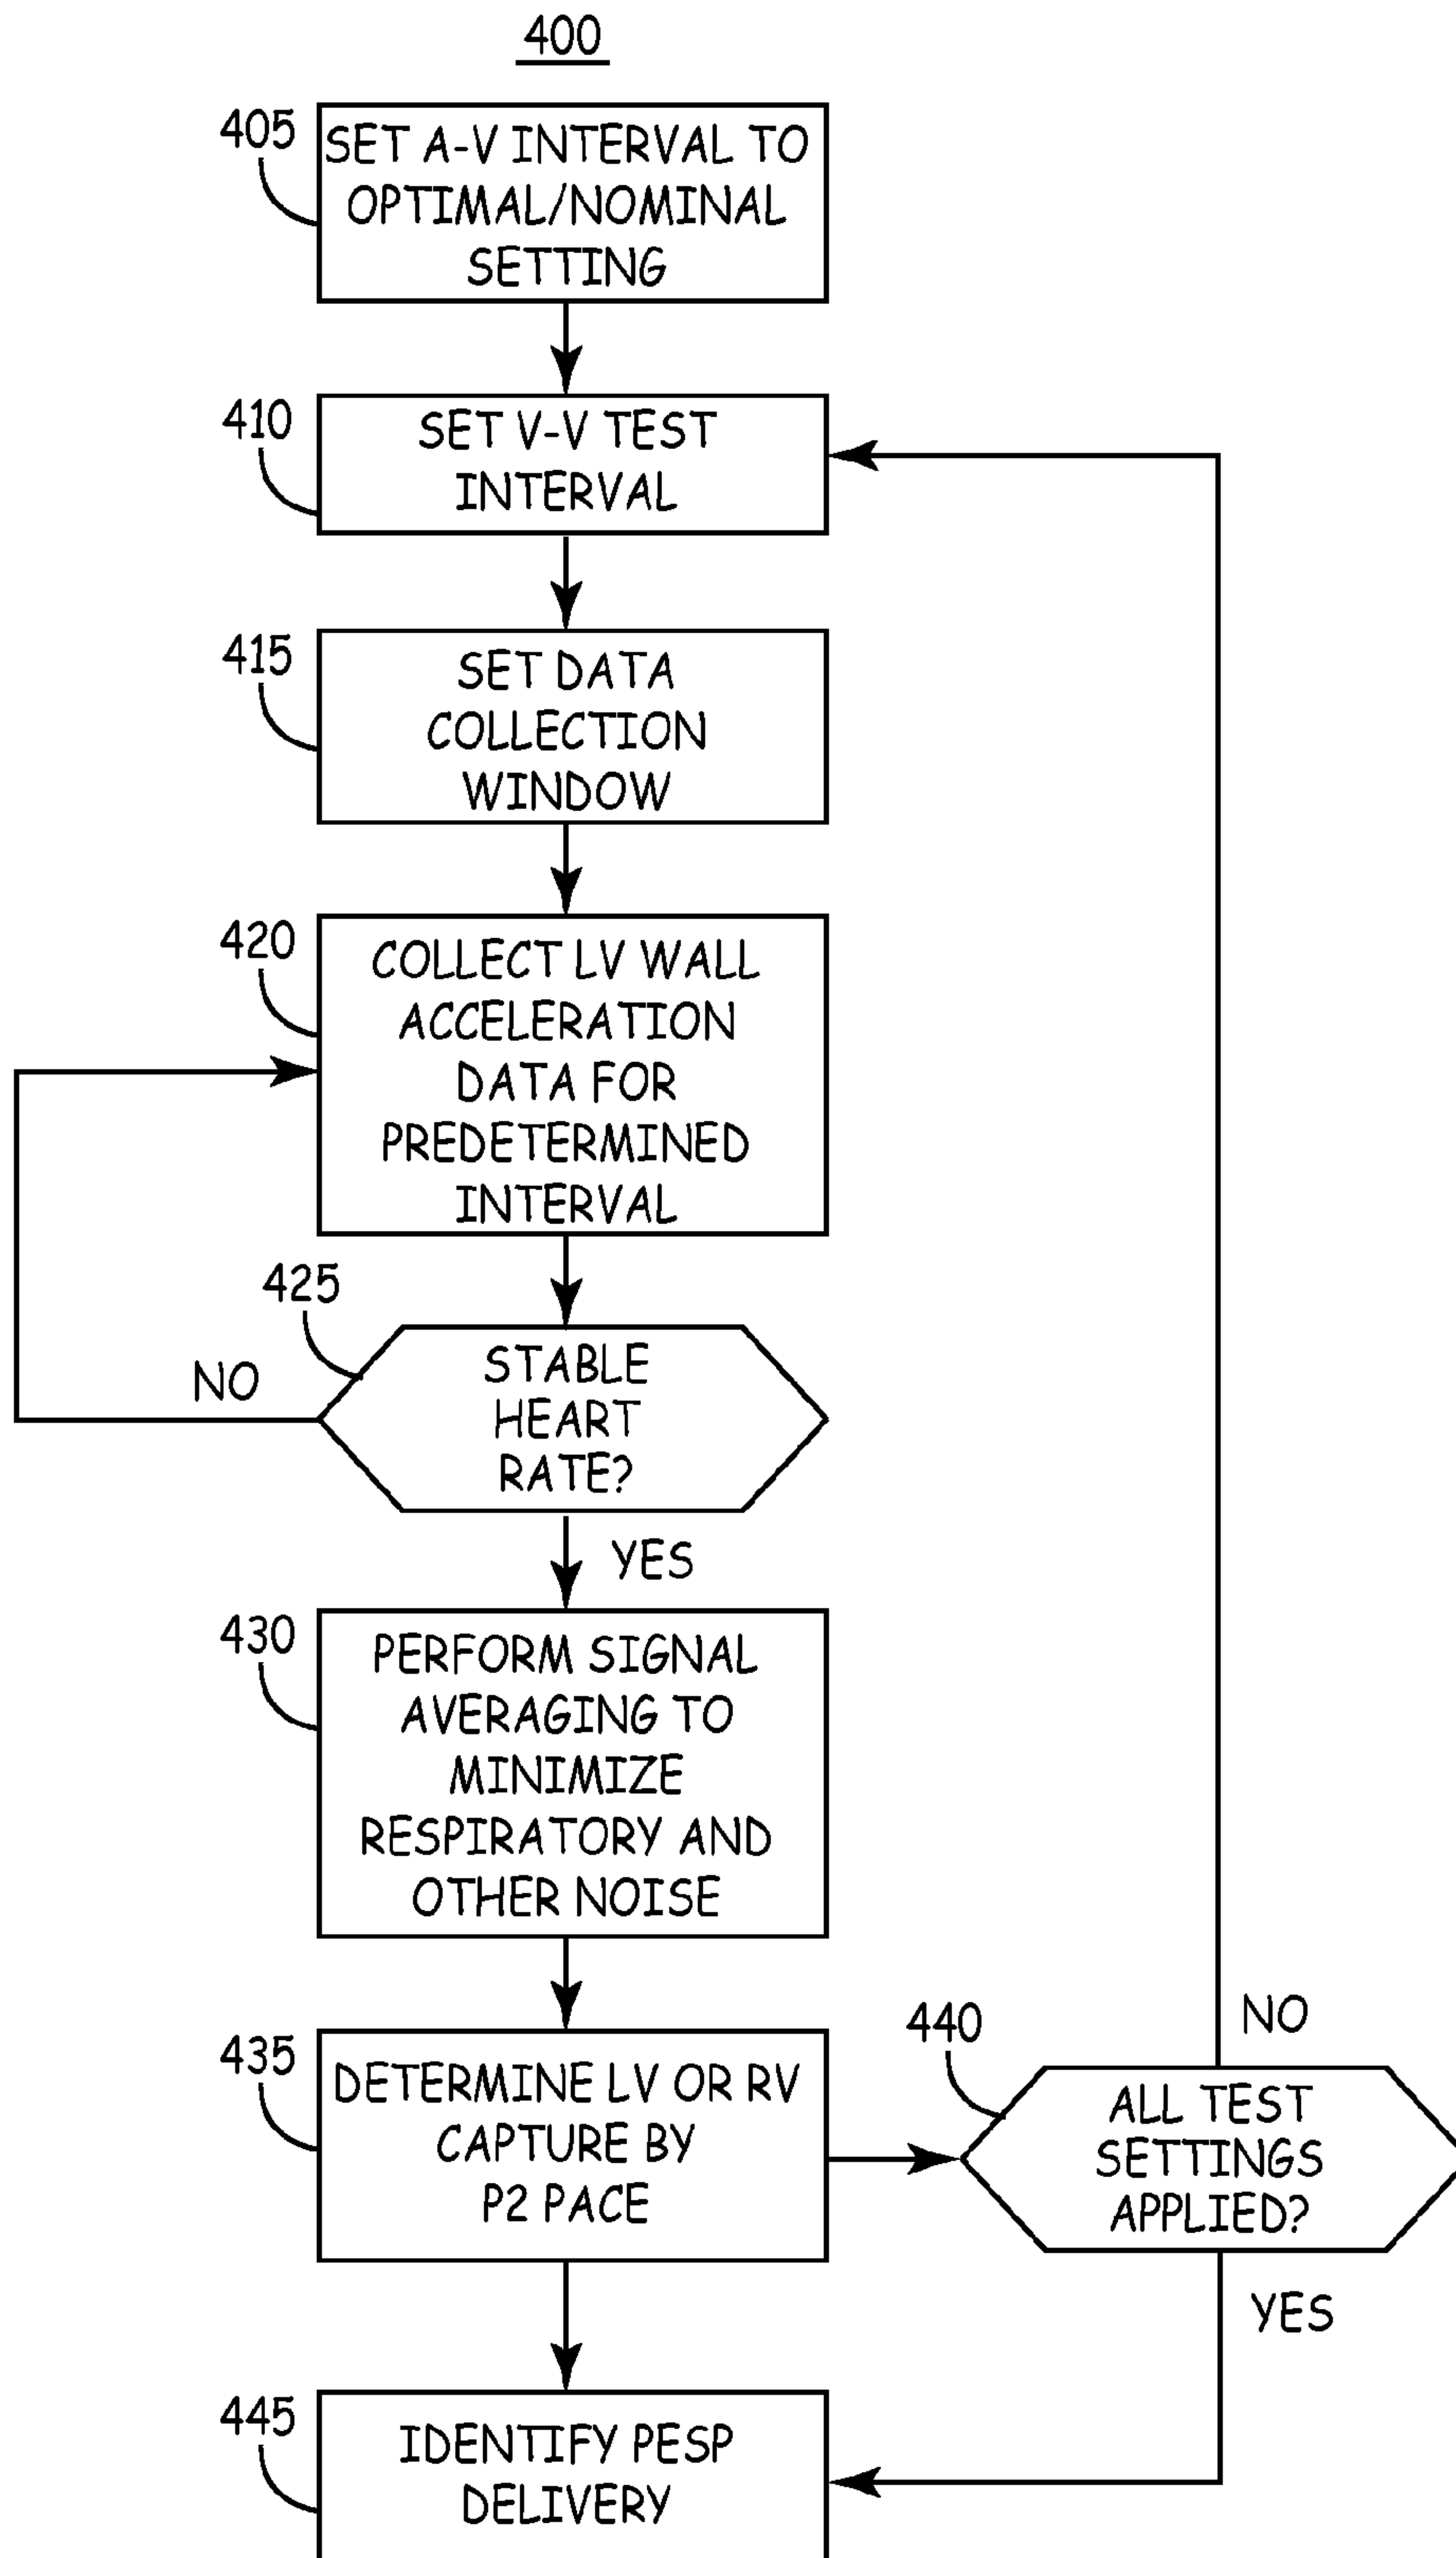 400
405
SET A-V INTERVAL TO
OPTIMAL/NOMINAL
SETTING
410
SET V-V TEST
INTERVAL
415
SET DATA
COLLECTION
WINDOW
420
COLLECT LV WALL
ACCELERATION
DATA FOR
PREDETERMINED
INTERVAL
425
STABLE
HEART
RATE?
NO
YES
430
PERFORM SIGNAL
AVERAGING TO
MINIMIZE
RESPIRATORY AND
OTHER NOISE
435
DETERMINE LV OR RV
CAPTURE BY
P2 PACE
440
ALL TEST
SETTINGS
APPLIED?
NO
YES
445
IDENTIFY PESP
DELIVERY